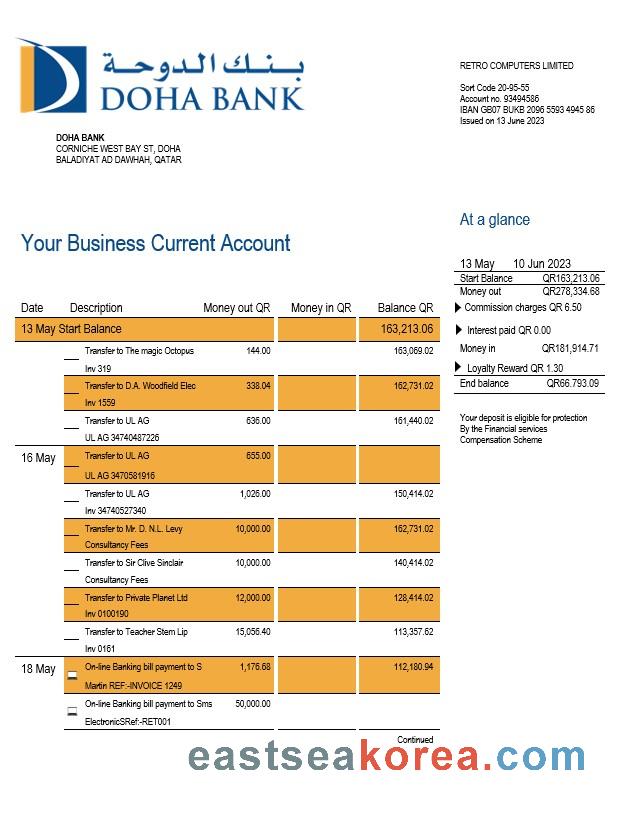 بنك الدوحة
DOHA BANK
RETRO COMPUTERS LIMITED
Sort Code 20-95-55
Account no. 93494586
IBAN GB07 BUKB 2096 5593 4945 86
Issued on 13 June 2023
DOHA BANK
CORNICHE WEST BAY ST, DOHA
BALADIYAT AD DAWHAH, QATAR
At a glance
Your Business Current Account
13 May 10 Jun 2023
Start Balance QR163,213.06
Money out QR278,334.68
Commission charges QR 6.50
Interest paid QR 0.00
Money in QR181,914.71
Loyalty Reward QR 1.30
End balance QR66.793.09
Your deposit is eligible for protection
By the Financial services
Compensation Scheme
Date Description Money out QR Money in QR Balance QR
13 May Start Balance 163,213.06
Transfer to The magic Octopus 144.00 163,069.02
Inv 319
Transfer to D.A. Woodfield Elec 338.04 162,731.02
Inv 1559
Transfer to UL AG 636.00 161,440.02
UL AG 34740487226
16 May Transfer to UL AG 655.00
UL AG 3470581916
Transfer to UL AG 1,026.00 150,414.02
Inv 34740527340
Transfer to Mr. D. N.L. Levy 10,000.00 162,731.02
Consultancy Fees
Transfer to Sir Clive Sinclair 10,000.00 140,414.02
Consultancy Fees
Transfer to Private Planet Ltd 12,000.00 128,414.02
Inv 0100190
Transfer to Teacher Stem Lip 15,056.40 113,357.62
Inv 0161
18 May On-line Banking bill payment to S 1,176.68 112,180.94
Martin REF:-INVOICE 1249
On-line Banking bill payment to Sms 50,000.00
ElectronicSRef:-RET001
Continued
eastseakorea.com